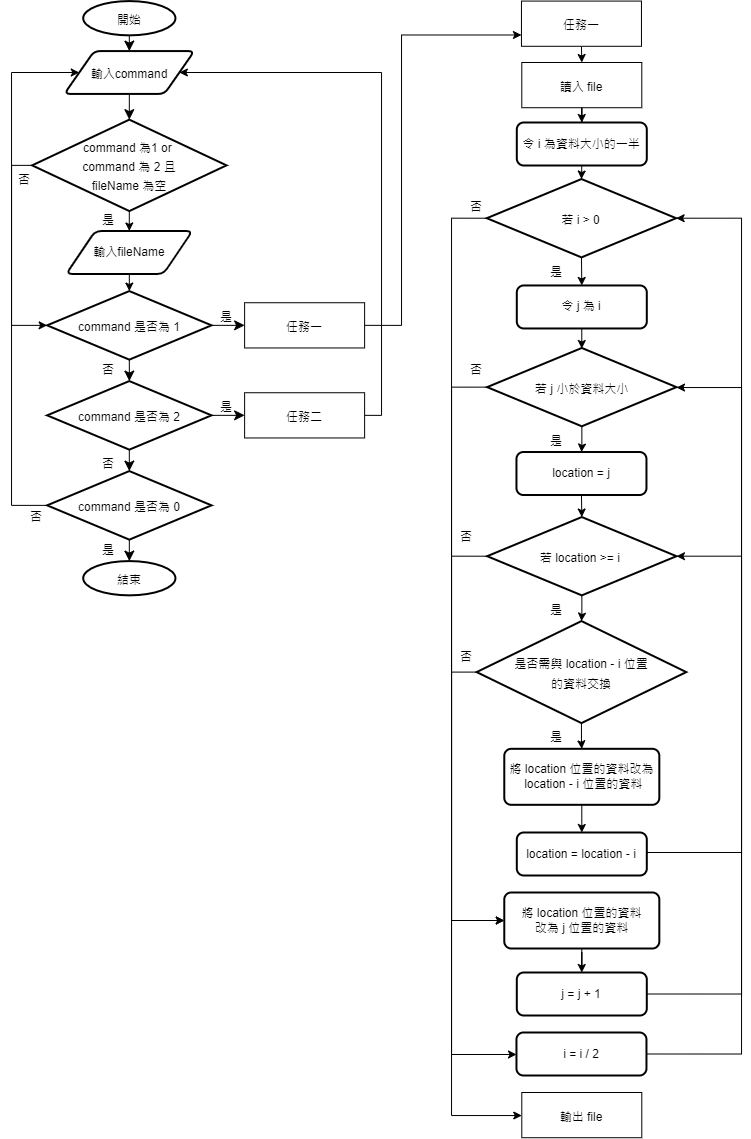 開始
輸入command
command 為1 or
command 為 2 且
fileName 為空
否
是
輸入fileName
command 是否為 1
是
任務一
否
command 是否為 2
是
任務二
否
command 是否為 0
否
是
結束
任務一
讀入 file
令 i 為資料大小的一半
否
若 i > 0
是
令 j 為 i
否
若 j 小於資料大小
是
location = j
否
若 location >= i
是
否
是否需與 location - i 位置
的資料交換
是
將 location 位置的資料改為
location - i 位置的資料
location = location - i
將 location 位置的資料
改為 j 位置的資料
j = j + 1
i = i / 2
輸出 file